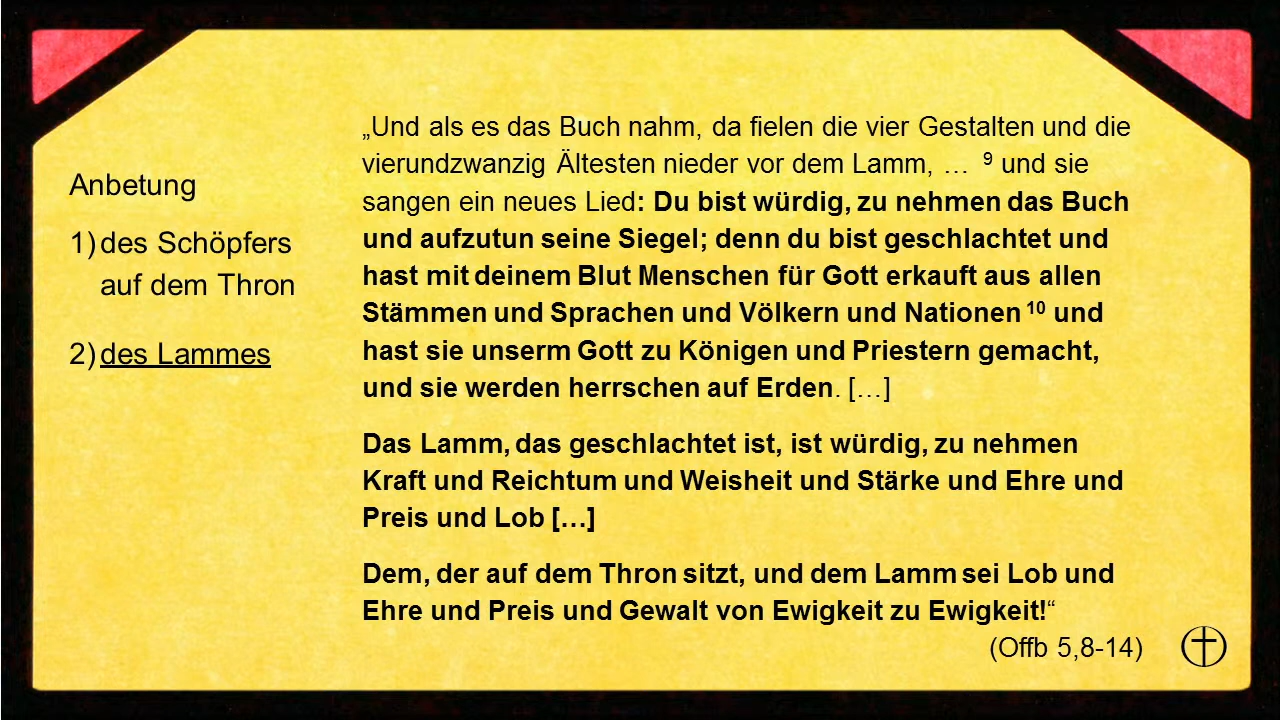 Anbetung
1) des Schöpfers
auf dem Thron
2) des Lammes
„Und als es das Buch nahm, da fielen die vier Gestalten und die
vierundzwanzig Ältesten nieder vor dem Lamm, … ⁹ und sie
sangen ein neues Lied: Du bist würdig, zu nehmen das Buch
und aufzutun seine Siegel; denn du bist geschlachtet und
hast mit deinem Blut Menschen für Gott erkauft aus allen
Stämmen und Sprachen und Völkern und Nationen ¹⁰ und
hast sie unserm Gott zu Königen und Priestern gemacht,
und sie werden herrschen auf Erden. […]
Das Lamm, das geschlachtet ist, ist würdig, zu nehmen
Kraft und Reichtum und Weisheit und Stärke und Ehre und
Preis und Lob […]
Dem, der auf dem Thron sitzt, und dem Lamm sei Lob und
Ehre und Preis und Gewalt von Ewigkeit zu Ewigkeit!“
(Offb 5,8-14)